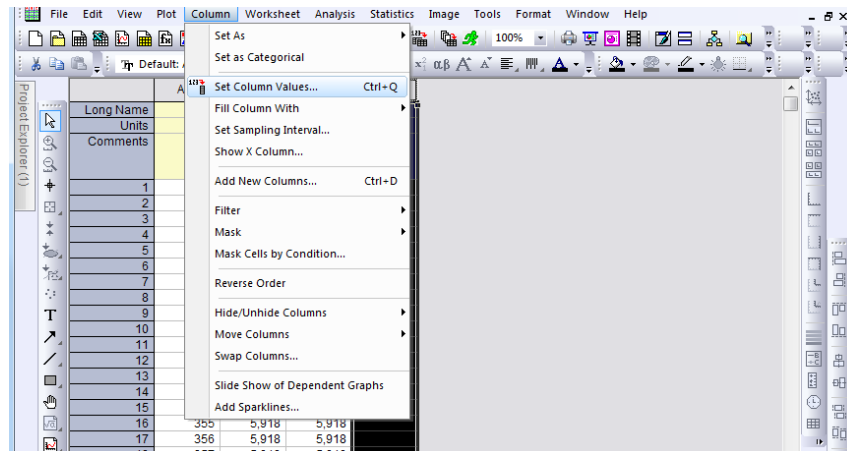 File Edit View Plot Column Worksheet Analysis Statistics Image Tools Format Window Help
100%
Default:
αβ
Set As
Set as Categorical
Set Column Values... Ctrl+Q
Fill Column With
Set Sampling Interval...
Show X Column...
Add New Columns... Ctrl+D
Filter
Mask
Mask Cells by Condition...
Reverse Order
Hide/Unhide Columns
Move Columns
Swap Columns...
Slide Show of Dependent Graphs
Add Sparklines...
Project Explorer (1)
A
Long Name
Units
Comments
1
2
3
4
5
6
7
8
9
10
11
12
13
14
15
16 355 5,918 5,918
17 356 5,918 5,918